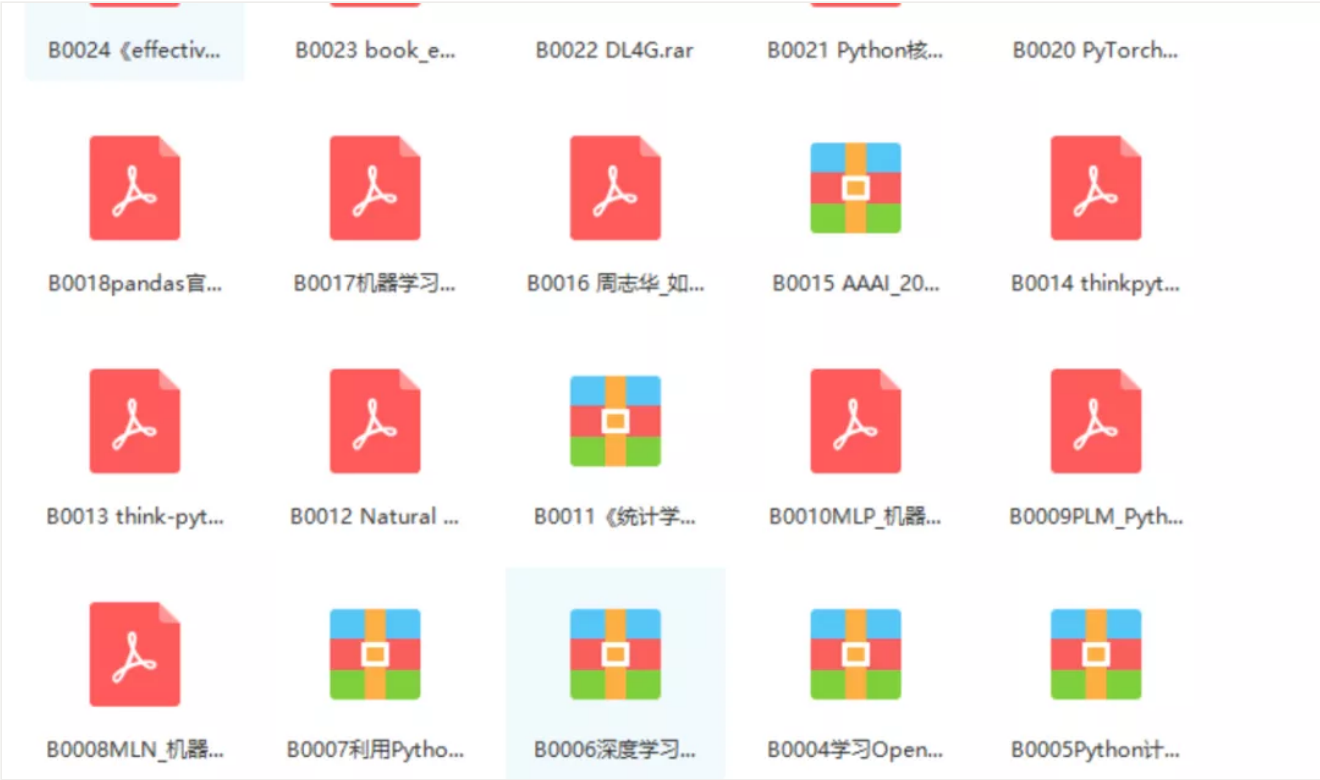 B0024《effectiv...
B0023 book_e...
B0022 DL4G.rar
B0021 Python核...
B0020 PyTorch...
B0018pandas官...
B0017机器学习...
B0016 周志华_如...
B0015 AAAI_20...
B0014 thinkpyt...
B0013 think-pyt...
B0012 Natural ...
B0011《统计学...
B0010MLP_机器...
B0009PLM_Pyth...
B0008MLN_机器...
B0007利用Pytho...
B0006深度学习...
B0004学习Open...
B0005Python计...